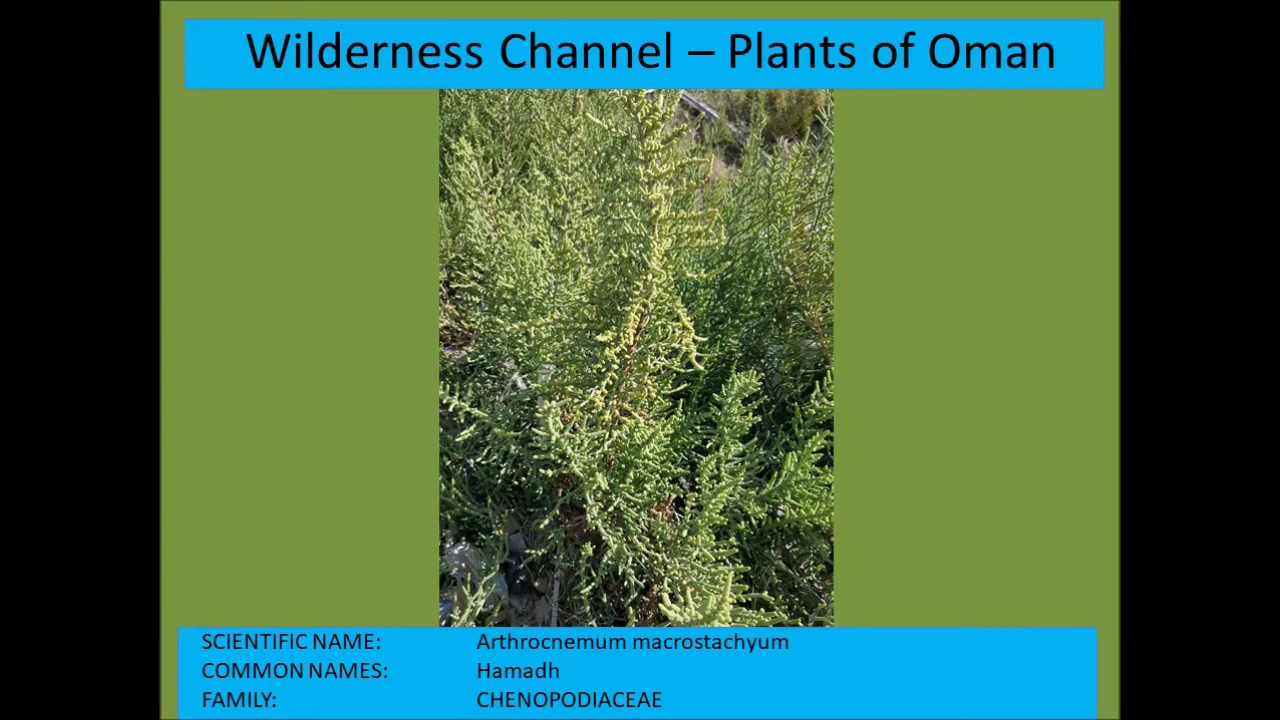 Wilderness Channel – Plants of Oman
SCIENTIFIC NAME: Arthrocnemum macrostachyum
COMMON NAMES: Hamadh
FAMILY: CHENOPODIACEAE